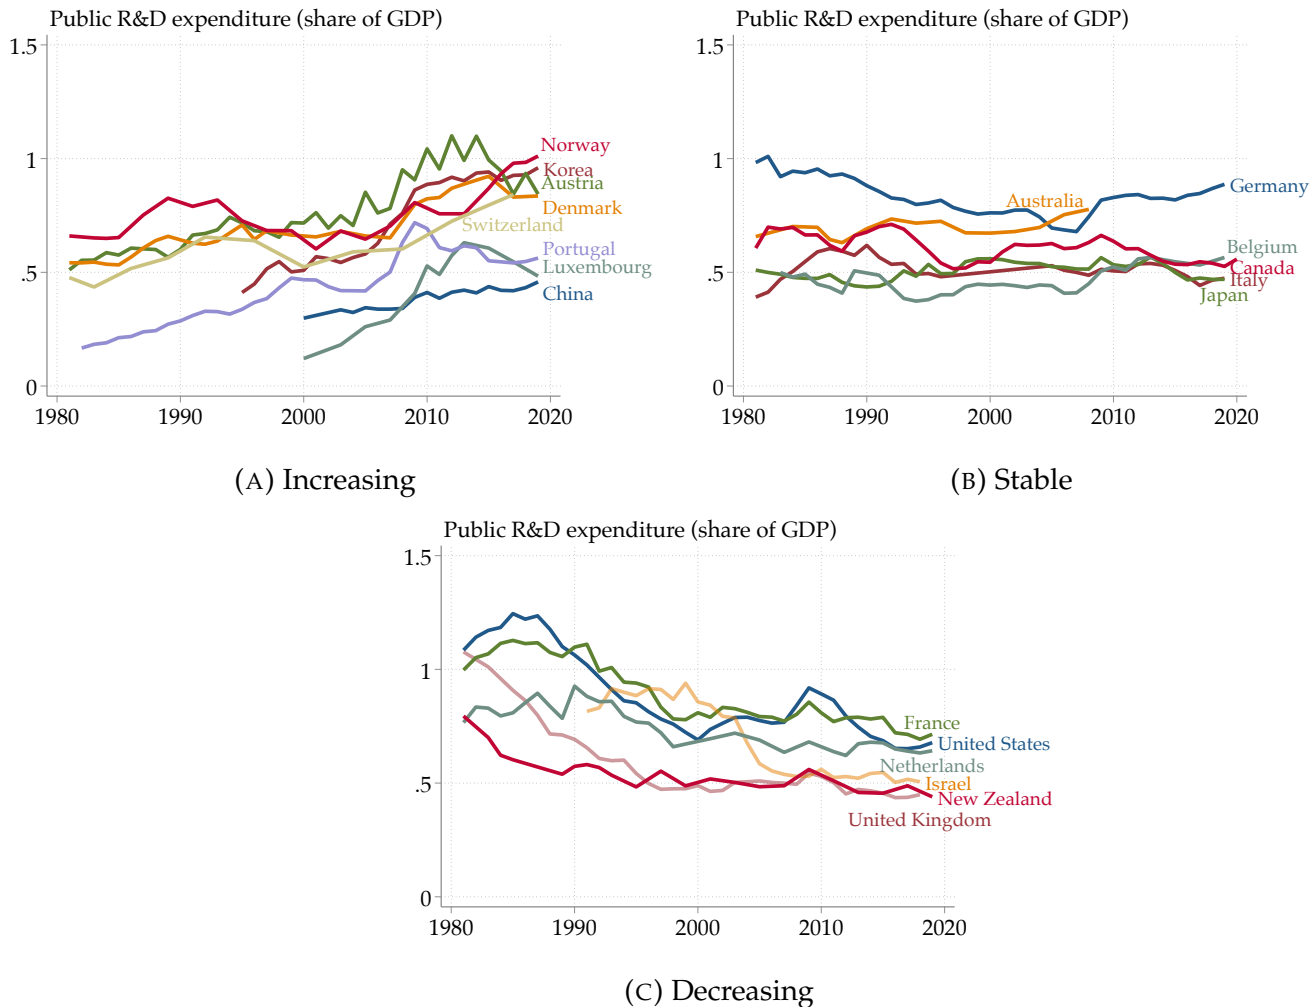 Public R&D expenditure (share of GDP)
1.5
1
.5
0
1980 1990 2000 2010 2020
Norway
Korea
Austria
Denmark
Switzerland
Portugal
Luxembourg
China
(A) Increasing
Public R&D expenditure (share of GDP)
1.5
1
.5
0
1980 1990 2000 2010 2020
Germany
Australia
Belgium
Canada
Italy
Japan
(B) Stable
Public R&D expenditure (share of GDP)
1.5
1
.5
0
1980 1990 2000 2010 2020
France
United States
Netherlands
Israel
New Zealand
United Kingdom
(C) Decreasing